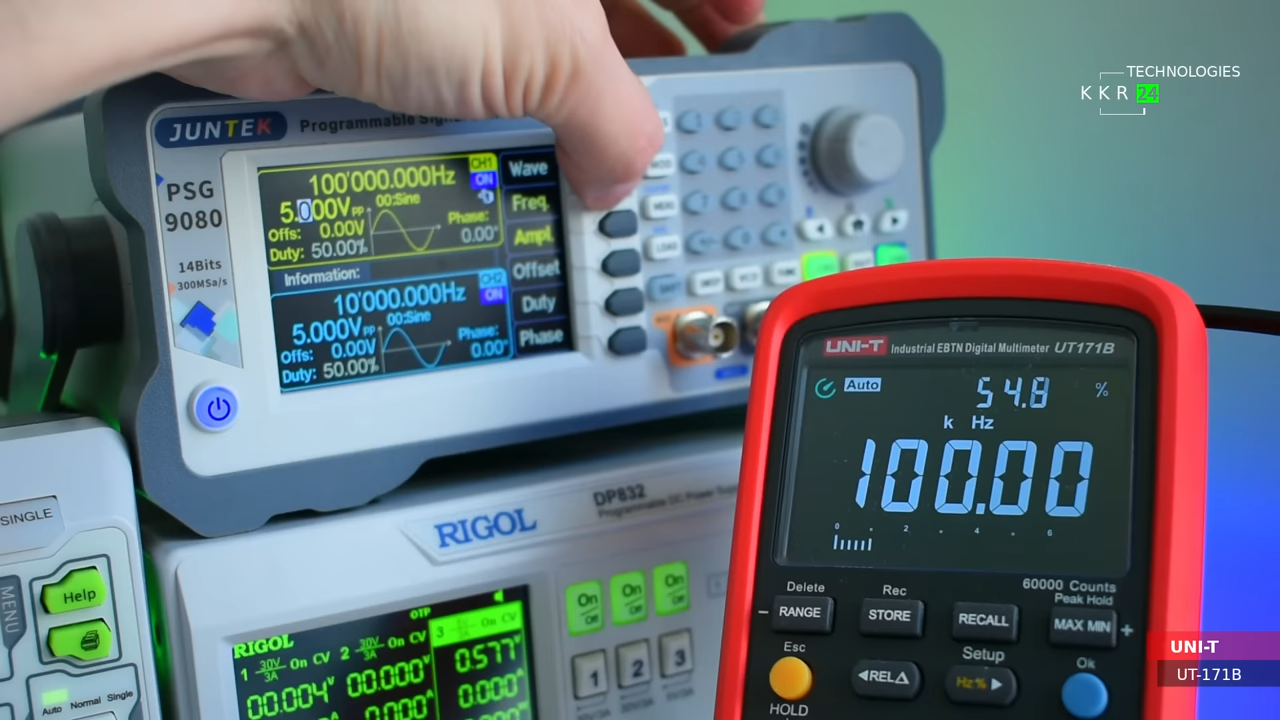 TECHNOLOGIES
KKR 24
JUNTEK
Programmable
PSG
9080
14Bits
300MSa/s
100'000.000Hz
CH1
ON
5.000Vpp
00:Sine
Offs: 0.00V
Phase:
0.00°
Duty: 50.00%
Information:
10'000.000Hz
CH2
ON
5.000Vpp
00:Sine
Offs: 0.00V
Phase:
0.00°
Duty: 50.00%
Wave
Freq.
Ampl.
Offset
Duty
Phase
UNI-T Industrial EBTN Digital Multimeter UT171B
Auto
54.8 %
k Hz
100.00
0 2 4 6
60000 Counts
Delete
Rec
Peak Hold
− RANGE
STORE
RECALL
MAX MIN +
Esc
Setup
Ok
◀REL△
Hz% ▶
HOLD
UNI-T
UT-171B
RIGOL
DP832
Programmable DC Power
On
Off
On
Off
On
Off
1
2
3
RIGOL
OTP
1 30V/3A On CV 2 30V/3A On CV 3 On CV
00.004V 00.000V 0.577V
0.000A
SINGLE
MENU
Help
Auto Normal Single